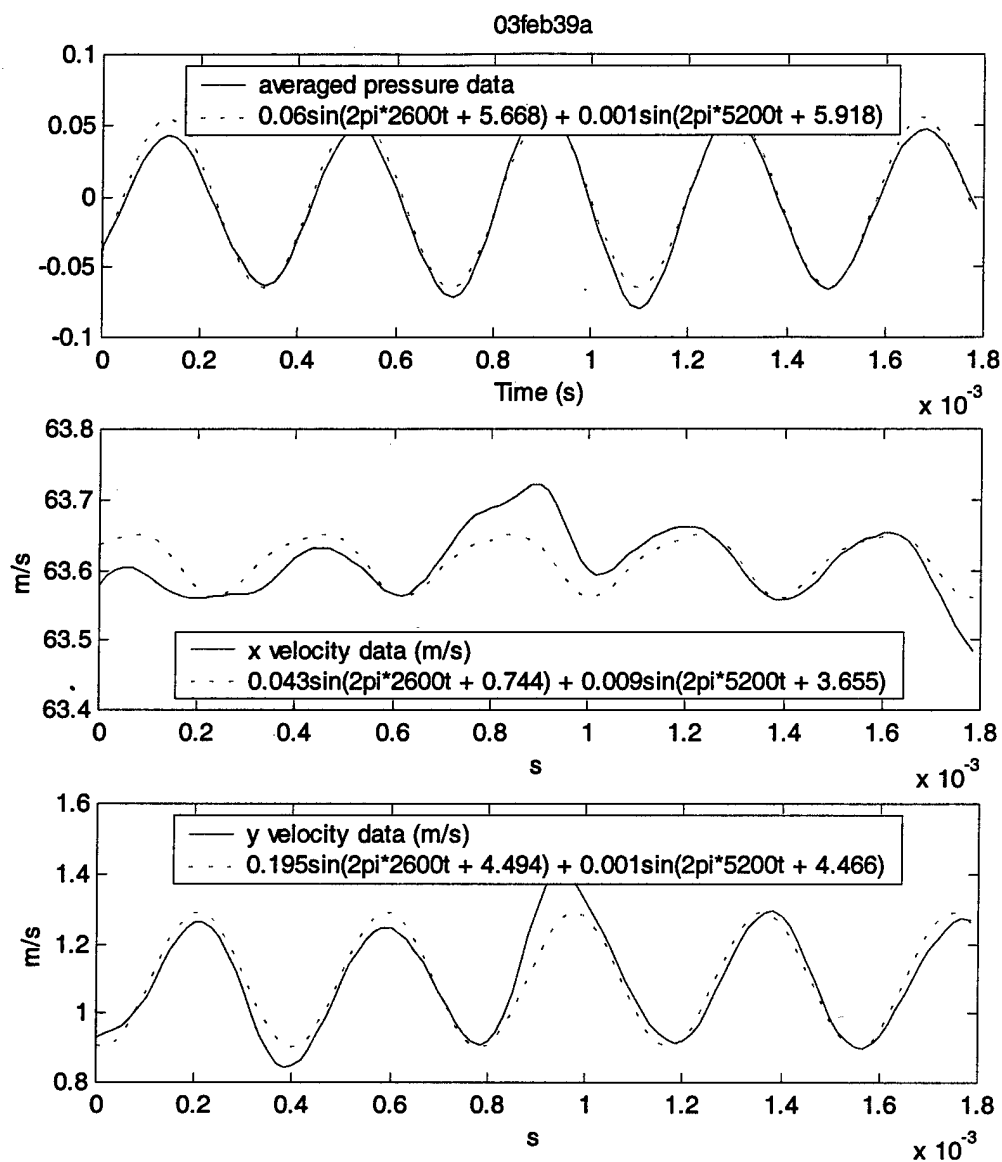 03feb39a
0.1
0.05
0
-0.05
-0.1
averaged pressure data
0.06sin(2pi*2600t + 5.668) + 0.001sin(2pi*5200t + 5.918)
0 0.2 0.4 0.6 0.8 1 1.2 1.4 1.6 1.8
Time (s)
x 10^-3
63.8
63.7
63.6
63.5
63.4
m/s
x velocity data (m/s)
0.043sin(2pi*2600t + 0.744) + 0.009sin(2pi*5200t + 3.655)
0 0.2 0.4 0.6 0.8 1 1.2 1.4 1.6 1.8
s
x 10^-3
1.6
1.4
1.2
1
0.8
m/s
y velocity data (m/s)
0.195sin(2pi*2600t + 4.494) + 0.001sin(2pi*5200t + 4.466)
0 0.2 0.4 0.6 0.8 1 1.2 1.4 1.6 1.8
s
x 10^-3